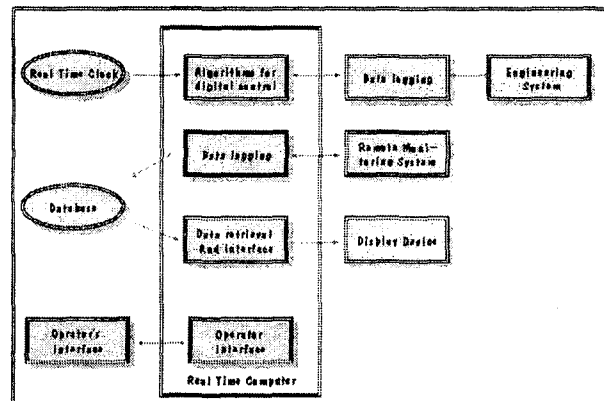 Real Time Clock
Algorithms for
digital control
Data logging
Engineering
System
Data logging
Remote Moni-
toring System
Database
Data retrieval
And interface
Display Device
Oprator's
interface
Operator
interface
Real Time Computer